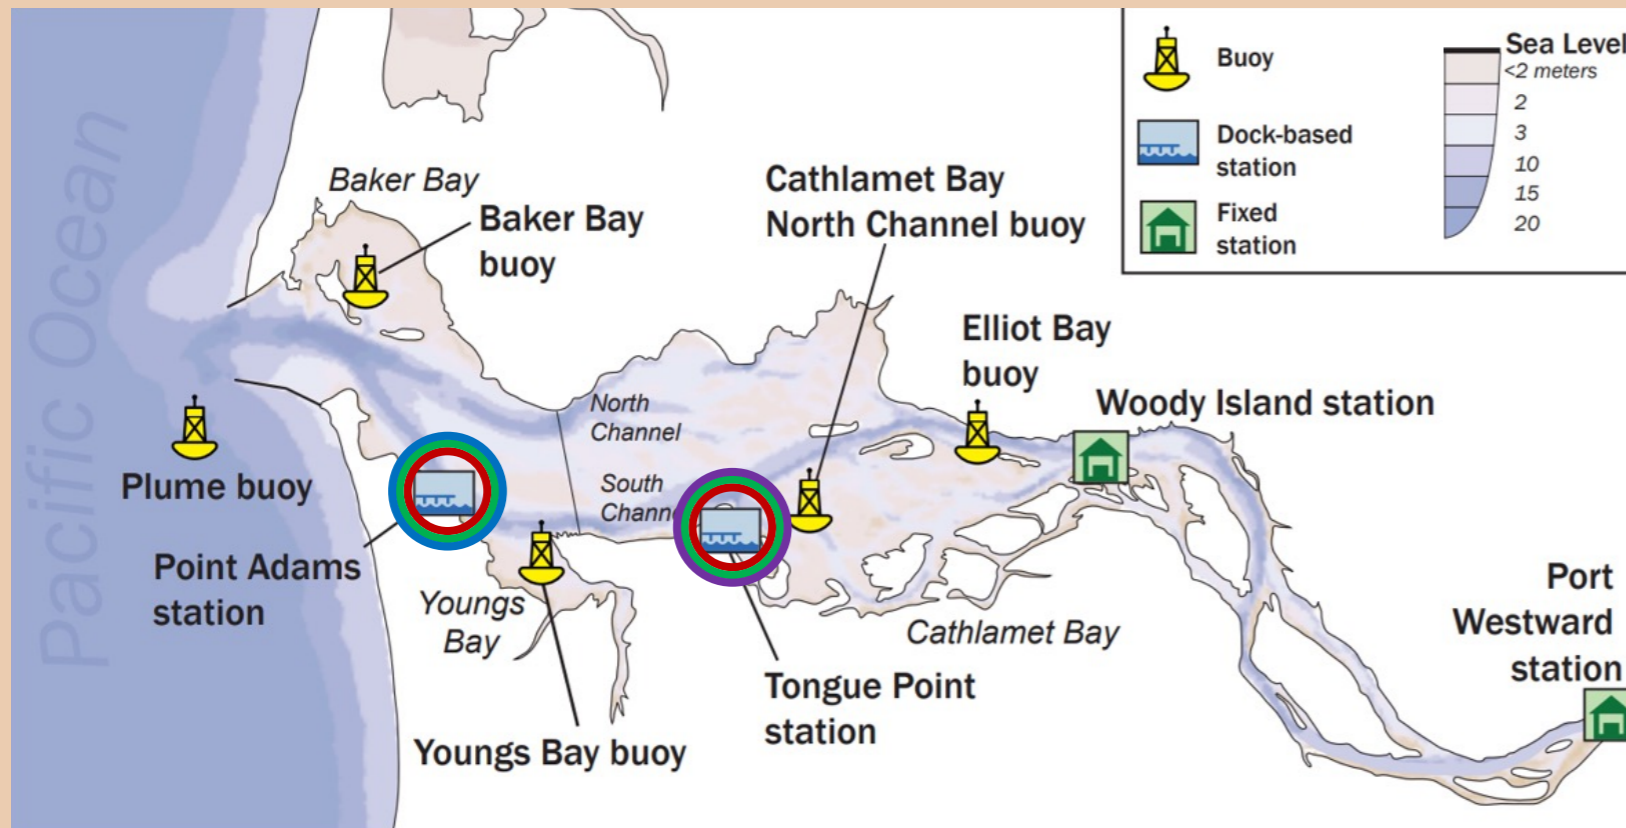 Buoy
Dock-based
station
Fixed
station
Sea Level
<2 meters
2
3
10
15
20
Pacific Ocean
Baker Bay
Baker Bay
buoy
Cathlamet Bay
North Channel buoy
Elliot Bay
buoy
Woody Island station
North
Channel
South
Plume buoy
Point Adams
station
Youngs
Bay
Cathlamet Bay
Port
Westward
station
Tongue Point
station
Youngs Bay buoy